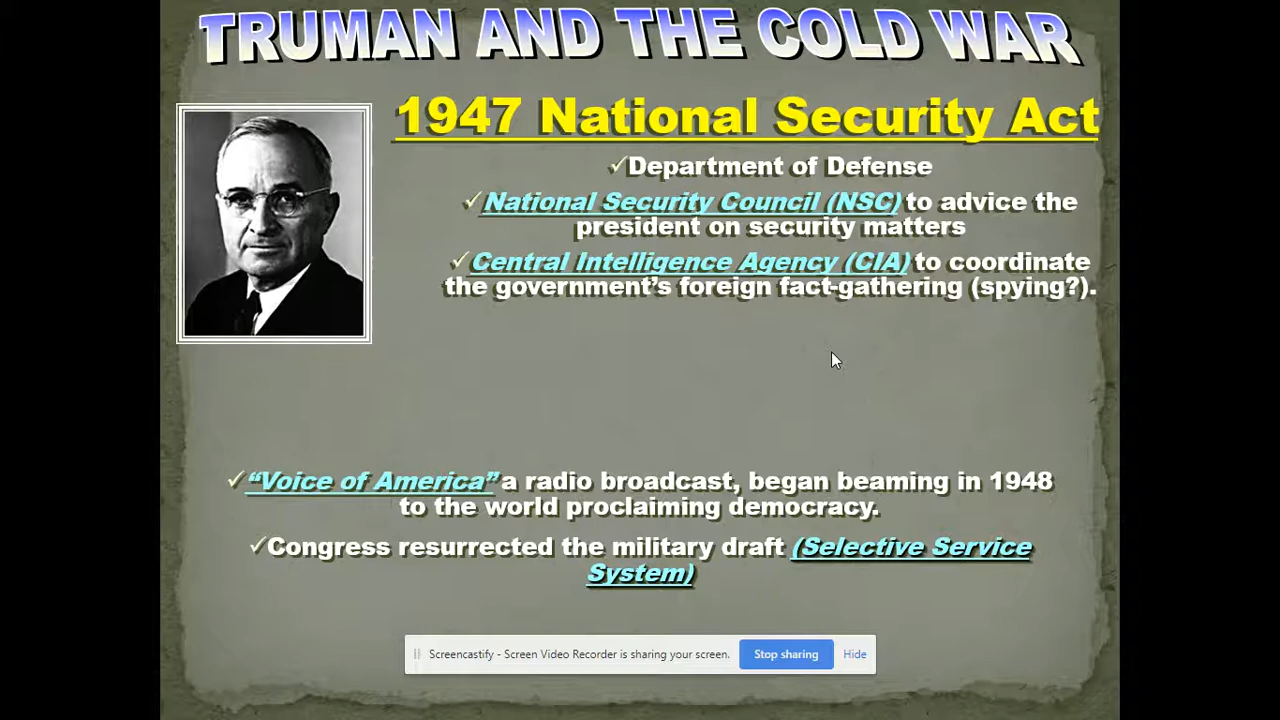 TRUMAN AND THE COLD WAR
1947 National Security Act
✓Department of Defense
✓National Security Council (NSC) to advice the
president on security matters
✓Central Intelligence Agency (CIA) to coordinate
the government's foreign fact-gathering (spying?).
✓"Voice of America" a radio broadcast, began beaming in 1948
to the world proclaiming democracy.
✓Congress resurrected the military draft (Selective Service
System)
Screencastify - Screen Video Recorder is sharing your screen. Stop sharing Hide